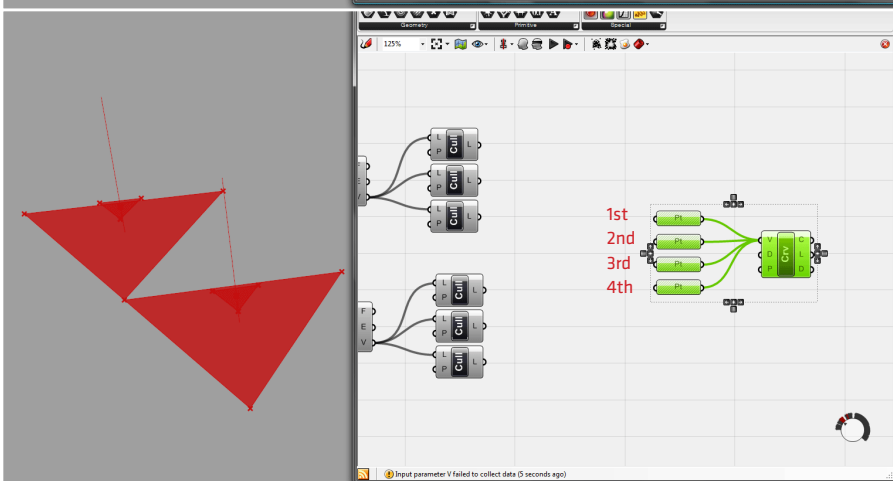 Geometry
Primitive
Special
125%
L
P
Cull
L
L
P
Cull
L
L
P
Cull
L
E
V
1st
Pt
2nd
Pt
3rd
Pt
4th
Pt
V
D
P
Crv
C
L
D
F
E
V
L
P
Cull
L
L
P
Cull
L
L
P
Cull
L
Input parameter V failed to collect data (5 seconds ago)